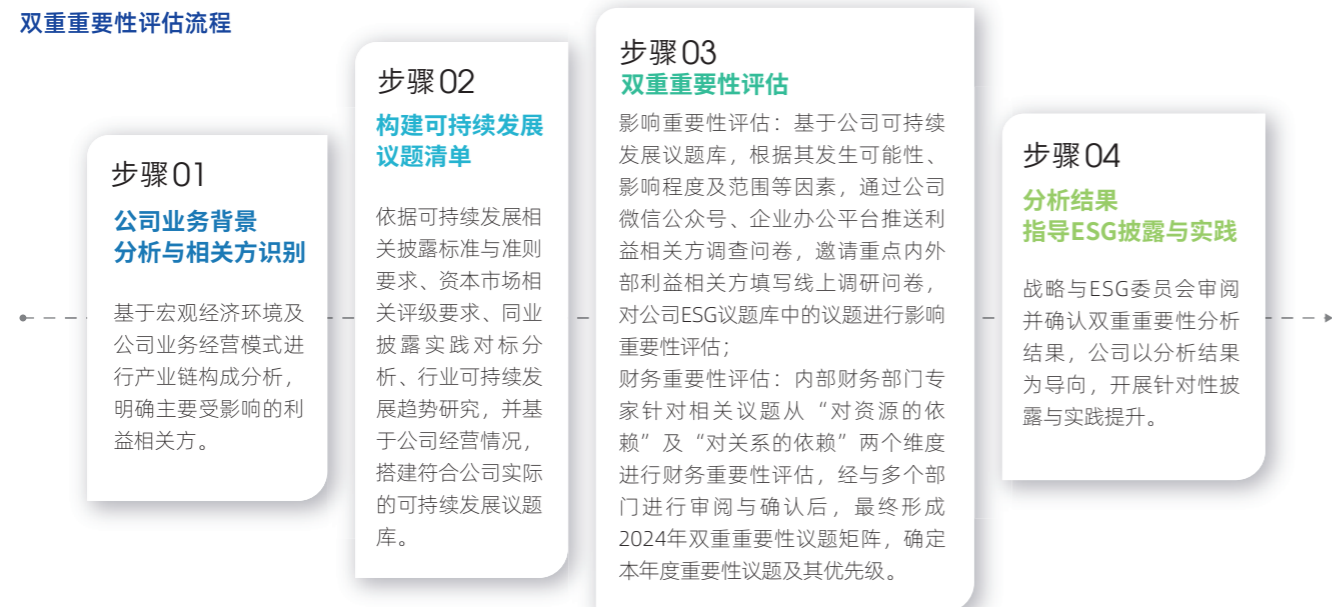 双重重要性评估流程
步骤01
公司业务背景
分析与相关方识别
基于宏观经济环境及
公司业务经营模式进
行产业链构成分析，
明确主要受影响的利
益相关方。
步骤02
构建可持续发展
议题清单
依据可持续发展相
关披露标准与准则
要求、资本市场相
关评级要求、同业
披露实践对标分
析、行业可持续发
展趋势研究，并基
于公司经营情况，
搭建符合公司实际
的可持续发展议题
库。
步骤03
双重重要性评估
影响重要性评估：基于公司可持续
发展议题库，根据其发生可能性、
影响程度及范围等因素，通过公司
微信公众号、企业办公平台推送利
益相关方调查问卷，邀请重点内外
部利益相关方填写线上调研问卷，
对公司ESG议题库中的议题进行影响
重要性评估；
财务重要性评估：内部财务部门专
家针对相关议题从“对资源的依
赖”及“对关系的依赖”两个维度
进行财务重要性评估，经与多个部
门进行审阅与确认后，最终形成
2024年双重重要性议题矩阵，确定
本年度重要性议题及其优先级。
步骤04
分析结果
指导ESG披露与实践
战略与ESG委员会审阅
并确认双重重要性分析
结果，公司以分析结果
为导向，开展针对性披
露与实践提升。